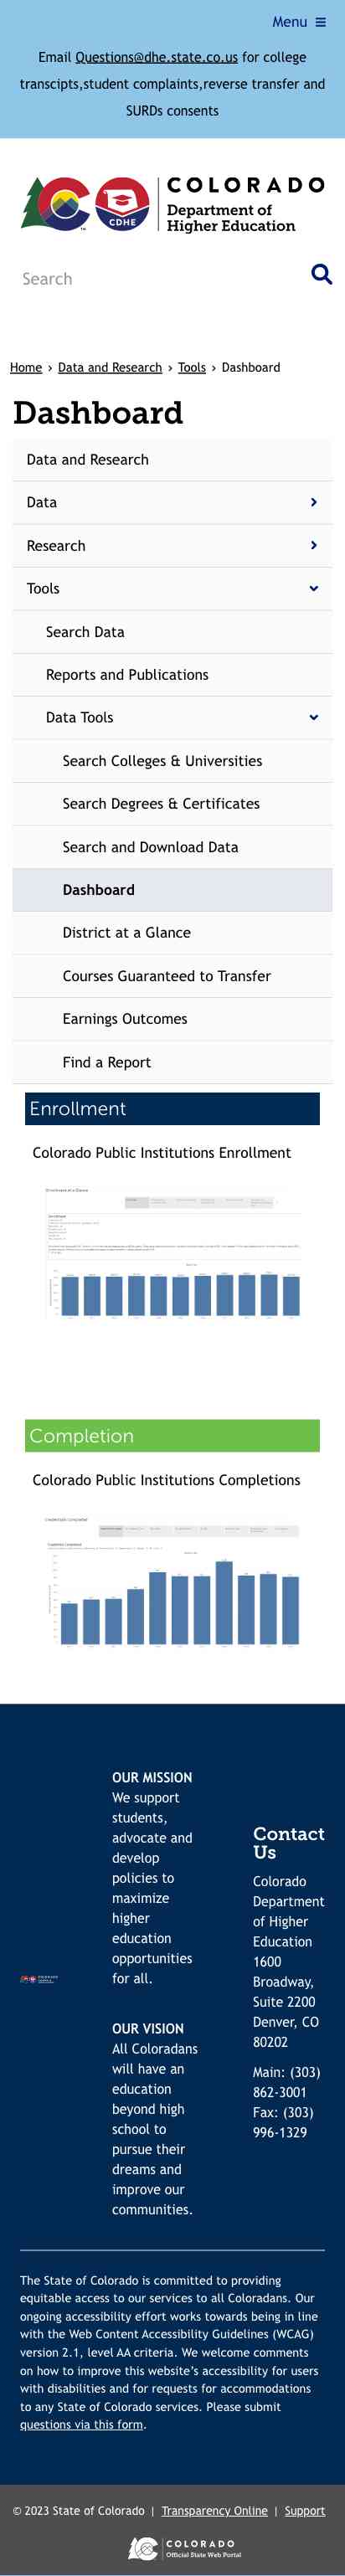 Menu
Email Questions@dhe.state.co.us for college
transcipts,student complaints,reverse transfer and
SURDs consents
CDHE
COLORADO
Department of
Higher Education
Search
Home › Data and Research › Tools › Dashboard
Dashboard
Data and Research
Data
Research
Tools
Search Data
Reports and Publications
Data Tools
Search Colleges & Universities
Search Degrees & Certificates
Search and Download Data
Dashboard
District at a Glance
Courses Guaranteed to Transfer
Earnings Outcomes
Find a Report
Enrollment
Colorado Public Institutions Enrollment
Completion
Colorado Public Institutions Completions
OUR MISSION
We support
students,
advocate and
develop
policies to
maximize
higher
education
opportunities
for all.
OUR VISION
All Coloradans
will have an
education
beyond high
school to
pursue their
dreams and
improve our
communities.
Contact
Us
Colorado
Department
of Higher
Education
1600
Broadway,
Suite 2200
Denver, CO
80202
Main: (303)
862-3001
Fax: (303)
996-1329
The State of Colorado is committed to providing
equitable access to our services to all Coloradans. Our
ongoing accessibility effort works towards being in line
with the Web Content Accessibility Guidelines (WCAG)
version 2.1, level AA criteria. We welcome comments
on how to improve this website's accessibility for users
with disabilities and for requests for accommodations
to any State of Colorado services. Please submit
questions via this form.
© 2023 State of Colorado | Transparency Online | Support
COLORADO
Official State Web Portal